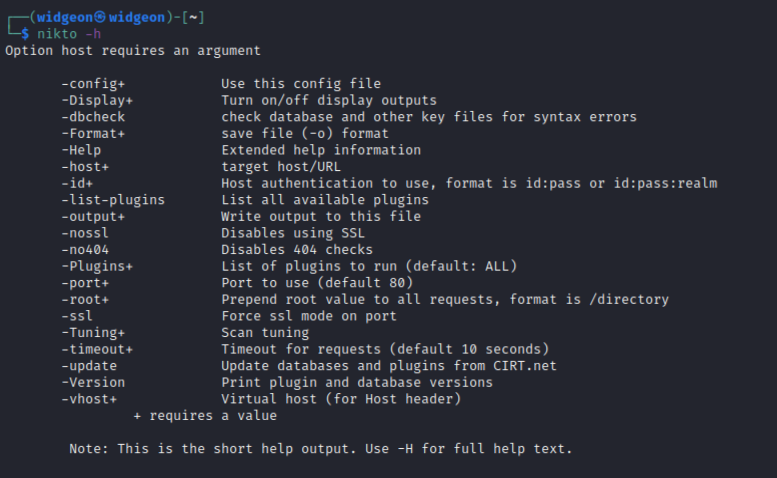 ┌──(widgeon㉿widgeon)-[~]
└─$ nikto -h
Option host requires an argument
-config+ Use this config file
-Display+ Turn on/off display outputs
-dbcheck check database and other key files for syntax errors
-Format+ save file (-o) format
-Help Extended help information
-host+ target host/URL
-id+ Host authentication to use, format is id:pass or id:pass:realm
-list-plugins List all available plugins
-output+ Write output to this file
-nossl Disables using SSL
-no404 Disables 404 checks
-Plugins+ List of plugins to run (default: ALL)
-port+ Port to use (default 80)
-root+ Prepend root value to all requests, format is /directory
-ssl Force ssl mode on port
-Tuning+ Scan tuning
-timeout+ Timeout for requests (default 10 seconds)
-update Update databases and plugins from CIRT.net
-Version Print plugin and database versions
-vhost+ Virtual host (for Host header)
+ requires a value
Note: This is the short help output. Use -H for full help text.